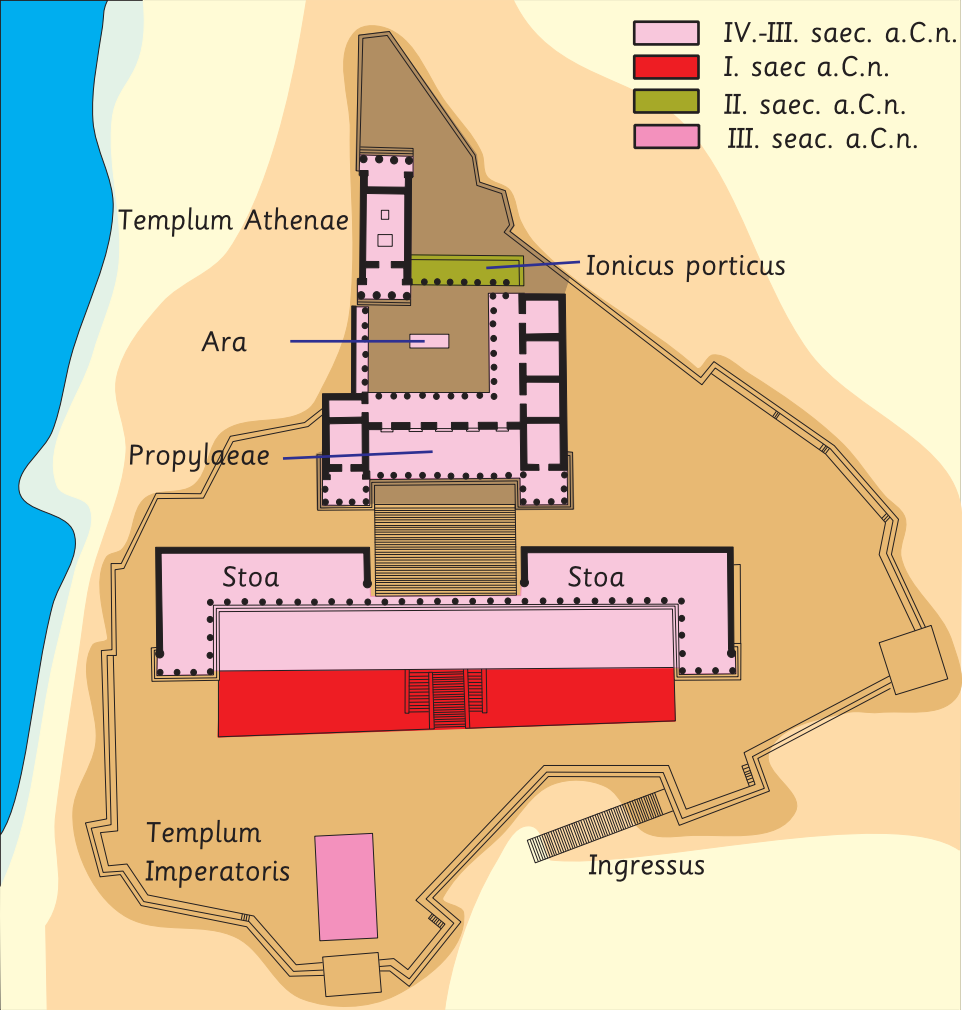 IV.-III. saec. a.C.n.
I. saec a.C.n.
II. saec. a.C.n.
III. seac. a.C.n.
Templum Athenae
Ionicus porticus
Ara
Propylaeae
Stoa
Stoa
Templum
Imperatoris
Ingressus